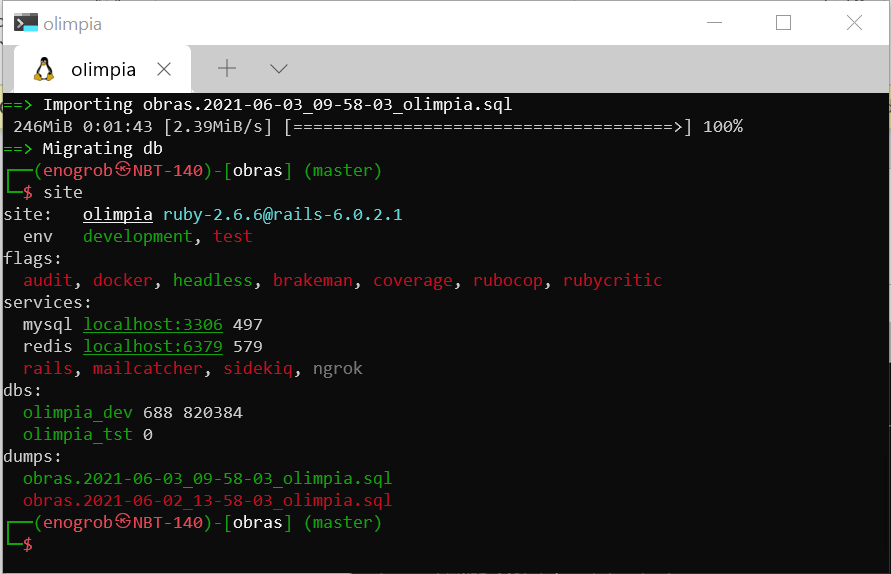 olimpia
olimpia
==> Importing obras.2021-06-03_09-58-03_olimpia.sql
246MiB 0:01:43 [2.39MiB/s] [======================================>] 100%
==> Migrating db
┌──(enogrob㉿NBT-140)-[obras] (master)
└─$ site
site:   olimpia ruby-2.6.6@rails-6.0.2.1
  env   development, test
flags:
  audit, docker, headless, brakeman, coverage, rubocop, rubycritic
services:
  mysql localhost:3306 497
  redis localhost:6379 579
  rails, mailcatcher, sidekiq, ngrok
dbs:
  olimpia_dev 688 820384
  olimpia_tst 0
dumps:
  obras.2021-06-03_09-58-03_olimpia.sql
  obras.2021-06-02_13-58-03_olimpia.sql
┌──(enogrob㉿NBT-140)-[obras] (master)
└─$